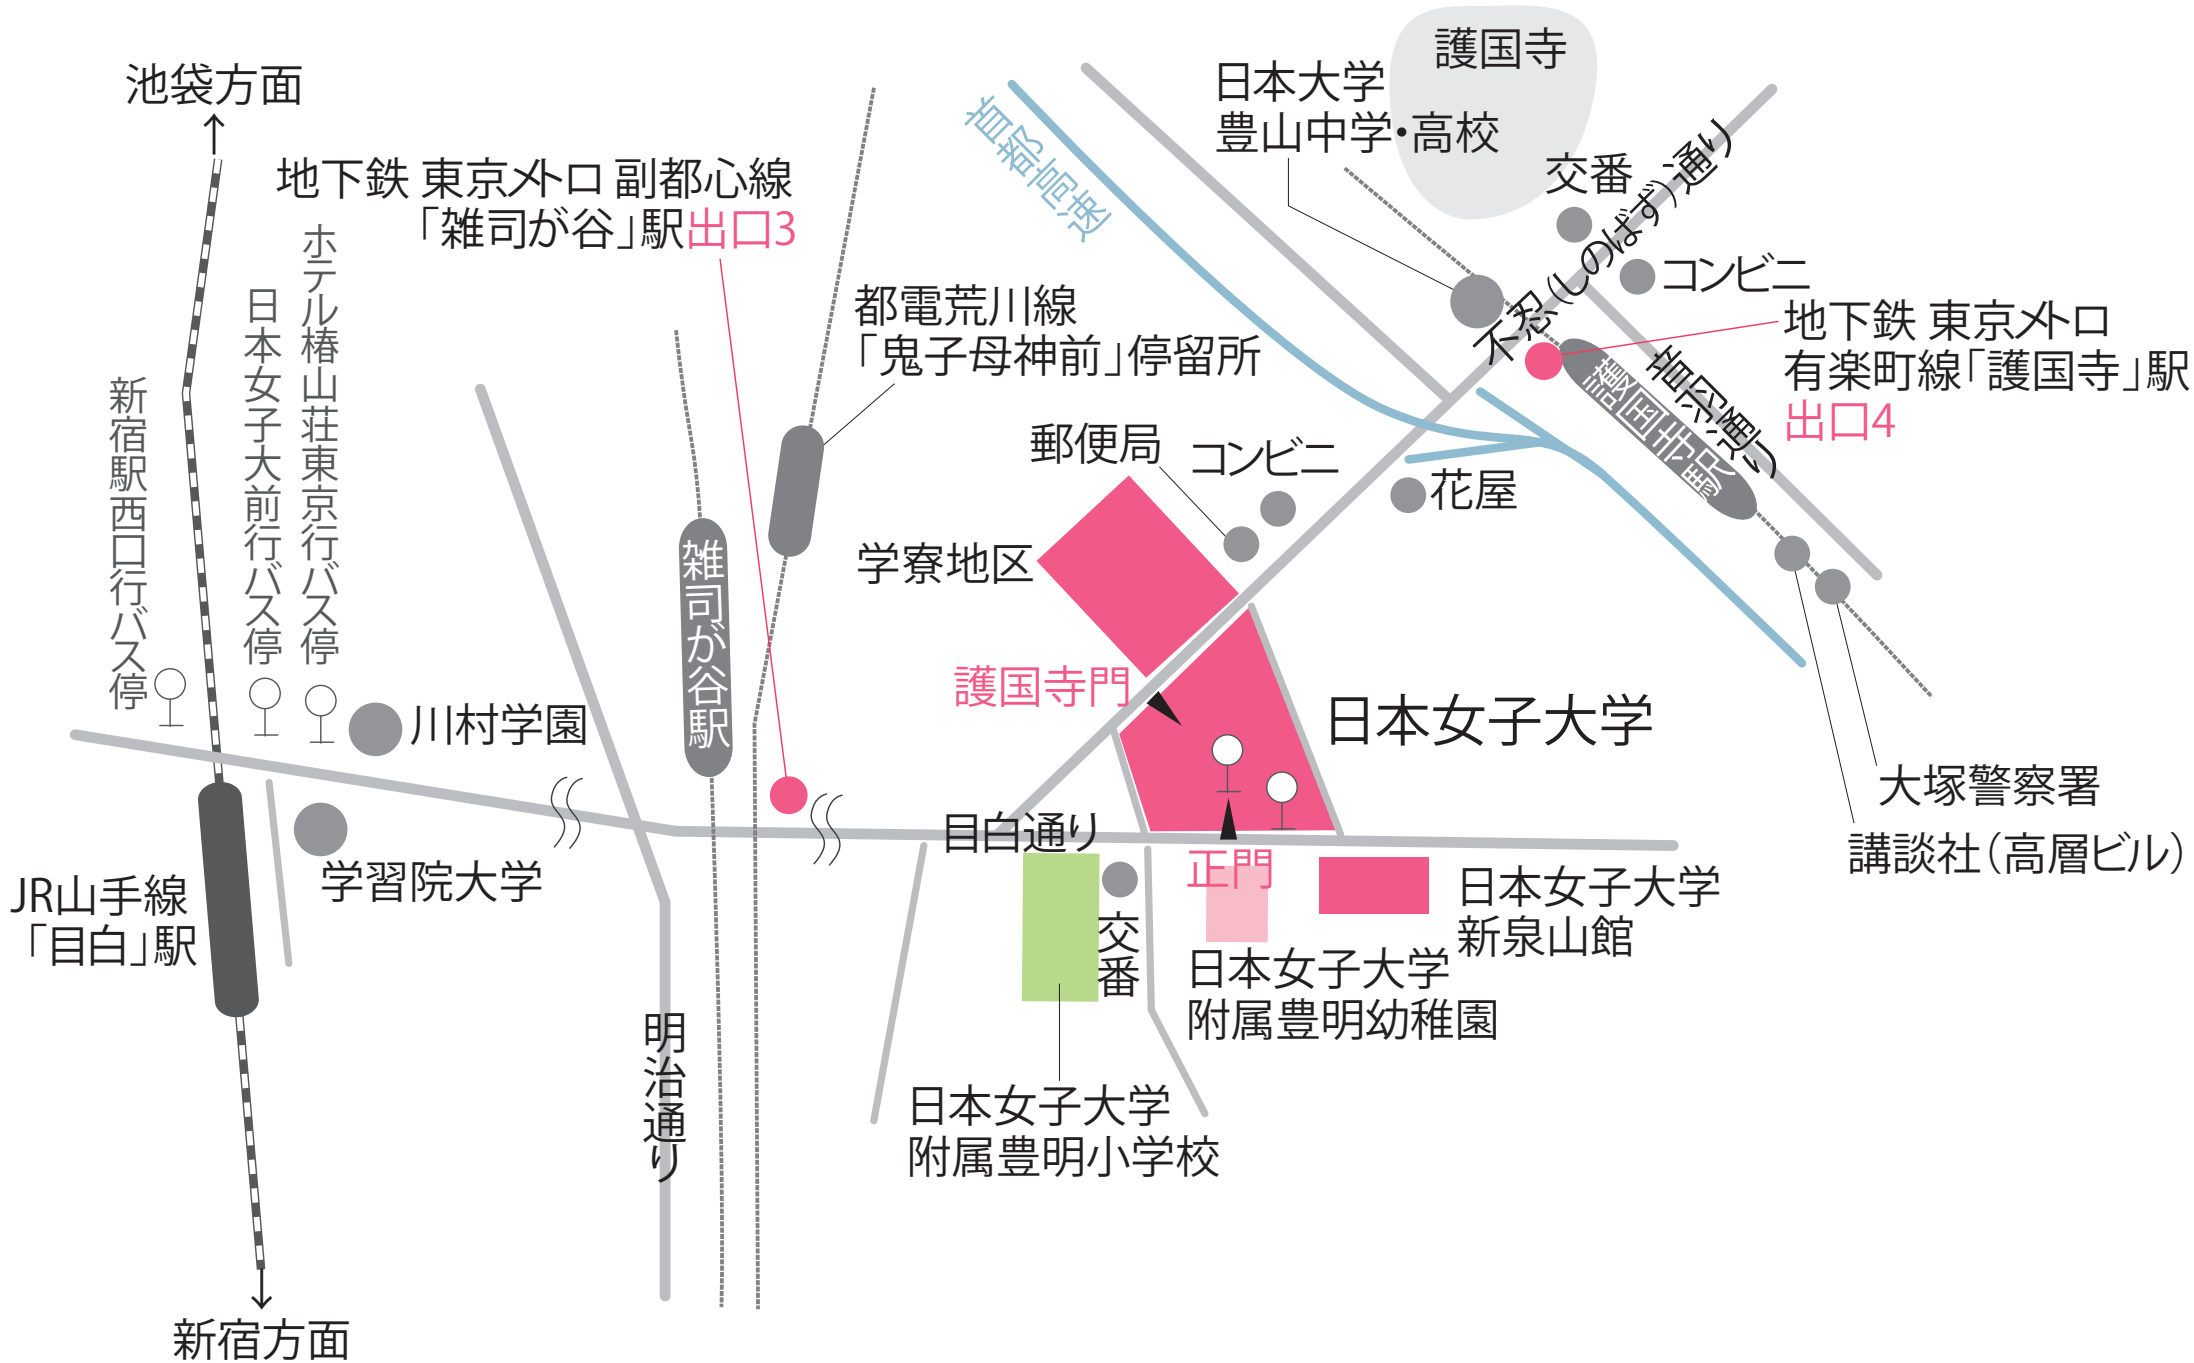 池袋方面
地下鉄 東京メトロ 副都心線
「雑司が谷」駅出口3
ホテル椿山荘東京行バス停
日本女子大前行バス停
新宿駅西口行バス停
都電荒川線
「鬼子母神前」停留所
首都高速
日本大学
豊山中学・高校
護国寺
交番
不忍(しのばず)通り
コンビニ
地下鉄 東京メトロ
有楽町線「護国寺」駅
出口4
護国寺駅
音羽通り
郵便局
コンビニ
花屋
学寮地区
雑司が谷駅
護国寺門
日本女子大学
川村学園
学習院大学
JR山手線
「目白」駅
目白通り
正門
大塚警察署
講談社(高層ビル)
日本女子大学
新泉山館
交番
日本女子大学
附属豊明幼稚園
明治通り
日本女子大学
附属豊明小学校
新宿方面